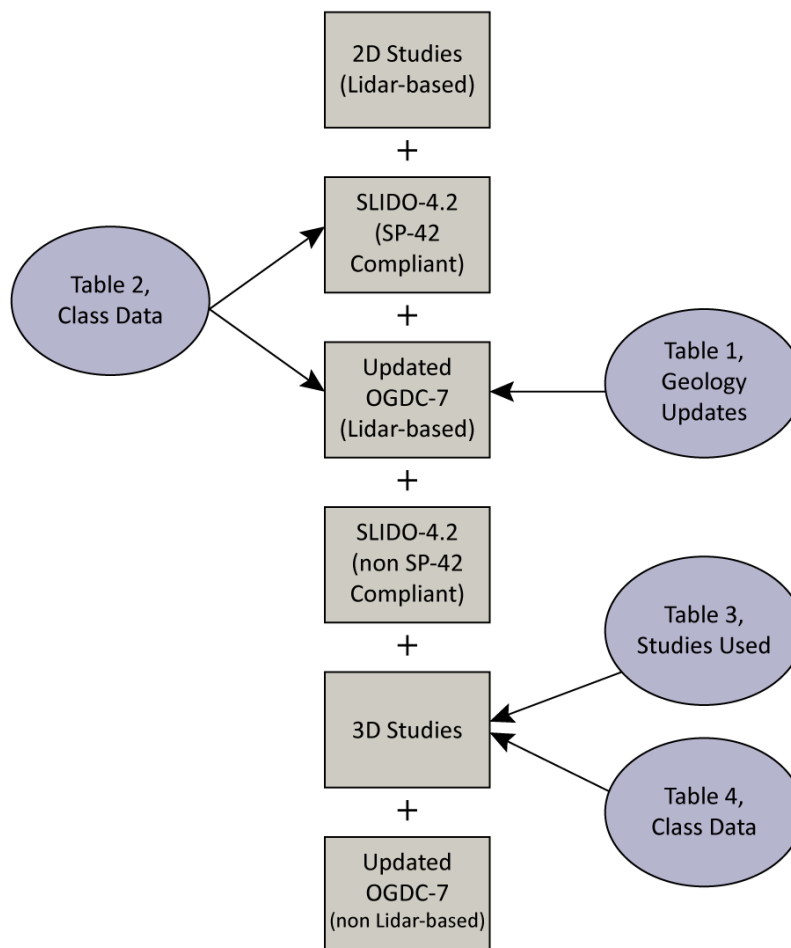 2D Studies
(Lidar-based)
+
SLIDO-4.2
(SP-42
Compliant)
Table 2,
Class Data
+
Updated
OGDC-7
(Lidar-based)
Table 1,
Geology
Updates
+
SLIDO-4.2
(non SP-42
Compliant)
+
Table 3,
Studies Used
3D Studies
Table 4,
Class Data
+
Updated
OGDC-7
(non Lidar-based)